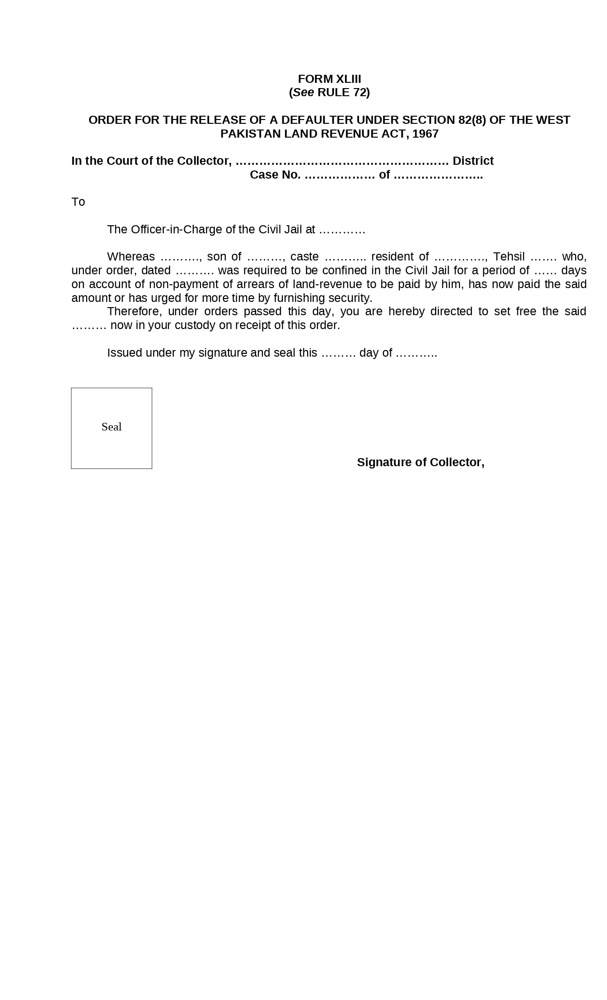 FORM XLIII
(See RULE 72)
ORDER FOR THE RELEASE OF A DEFAULTER UNDER SECTION 82(8) OF THE WEST
PAKISTAN LAND REVENUE ACT, 1967
In the Court of the Collector, ……………………………………………… District
Case No. ……………… of …………………..
To
The Officer-in-Charge of the Civil Jail at …………
Whereas ………., son of ………, caste ……….. resident of …………., Tehsil ……. who,
under order, dated ………. was required to be confined in the Civil Jail for a period of …… days
on account of non-payment of arrears of land-revenue to be paid by him, has now paid the said
amount or has urged for more time by furnishing security.
Therefore, under orders passed this day, you are hereby directed to set free the said
……… now in your custody on receipt of this order.
Issued under my signature and seal this ……… day of ………..
Seal
Signature of Collector,